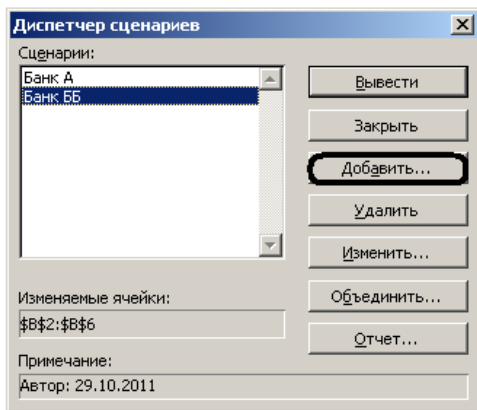 Диспетчер сценариев
Сценарии:
Банк А
Банк ББ
Вывести
Закрыть
Добавить...
Удалить
Изменить...
Объединить...
Отчет...
Изменяемые ячейки:
$B$2:$B$6
Примечание:
Автор: 29.10.2011